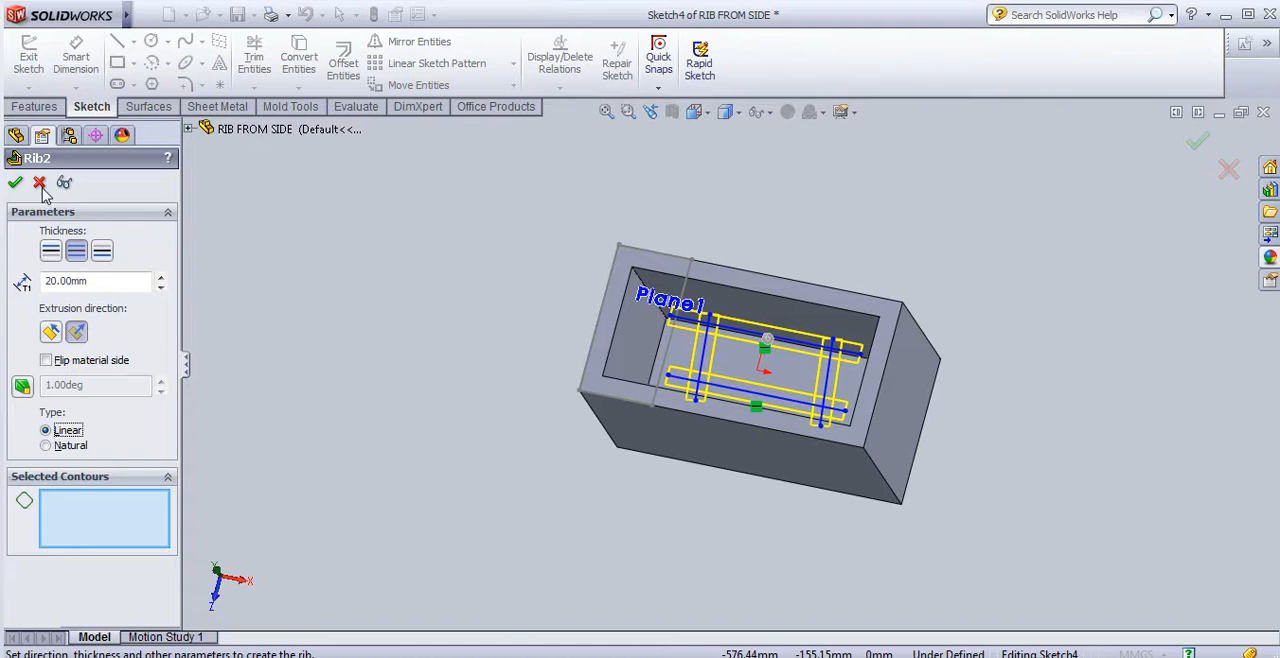 SOLIDWORKS
Sketch4 of RIB FROM SIDE *
Search SolidWorks Help
Exit Sketch
Smart Dimension
Trim Entities
Convert Entities
Offset Entities
Mirror Entities
Linear Sketch Pattern
Move Entities
Display/Delete Relations
Repair Sketch
Quick Snaps
Rapid Sketch
Features
Sketch
Surfaces
Sheet Metal
Mold Tools
Evaluate
DimXpert
Office Products
RIB FROM SIDE (Default<<...
Rib2
?
Parameters
Thickness:
T1
20.00mm
Extrusion direction:
Flip material side
1.00deg
Type:
Linear
Natural
Selected Contours
Plane1
Y
X
Z
Model
Motion Study 1
Set direction, thickness and other parameters to create the rib.
-576.44mm
-155.15mm
0mm
Under Defined
Editing Sketch4
MMGS
?